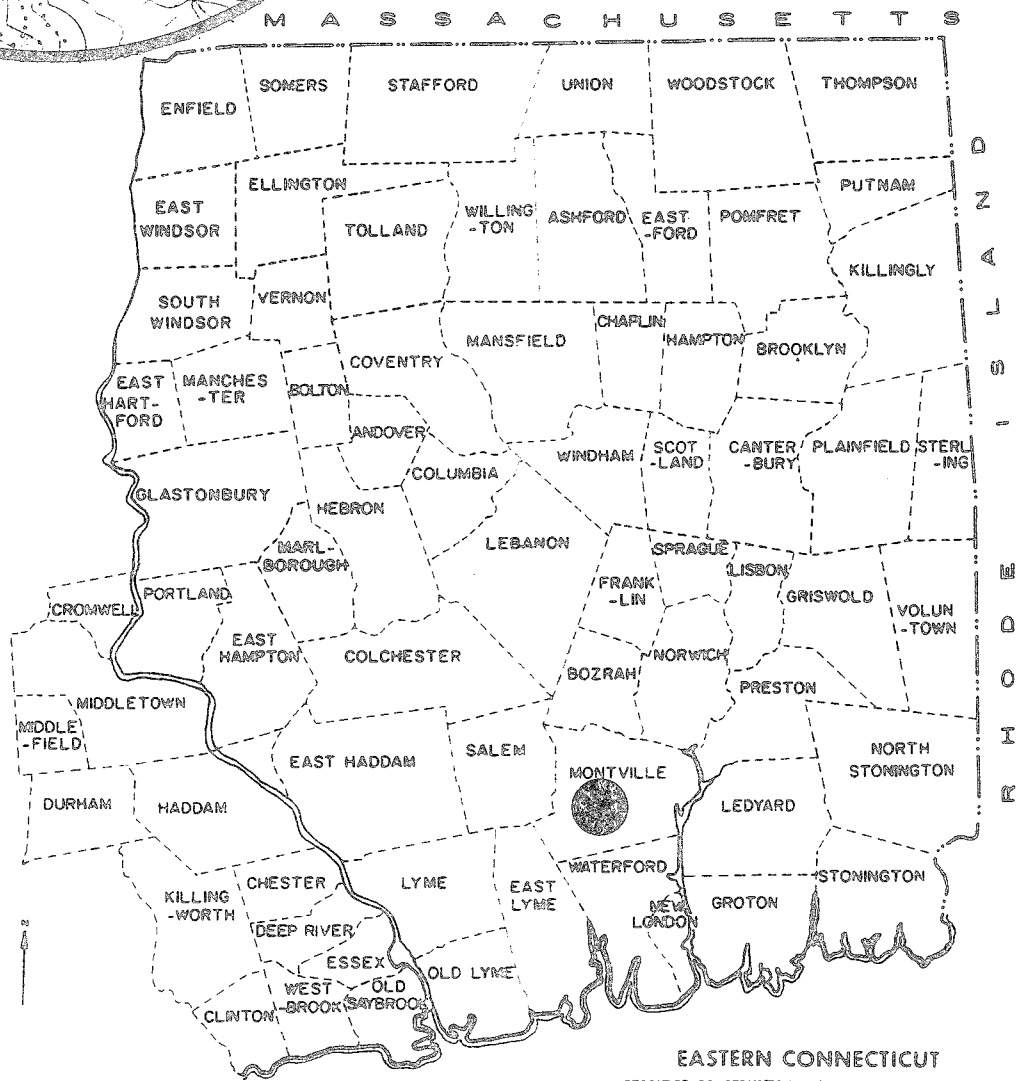 MASSACHUSETTS
ENFIELD
SOMERS
STAFFORD
UNION
WOODSTOCK
THOMPSON
ELLINGTON
EAST
WINDSOR
TOLLAND
WILLING
-TON
ASHFORD
EAST-
-FORD
POMFRET
PUTNAM
KILLINGLY
SOUTH
WINDSOR
VERNON
COVENTRY
MANSFIELD
CHAPLIN
HAMPTON
BROOKLYN
EAST
HART-
FORD
MANCHES
-TER
BOLTON
ANDOVER
COLUMBIA
WINDHAM
SCOT
-LAND
CANTER
-BURY
PLAINFIELD
STERL
-ING
GLASTONBURY
HEBRON
MARL-
BOROUGH
LEBANON
SPRAGUE
FRANK
-LIN
LISBON
GRISWOLD
VOLUN
-TOWN
CROMWELL
PORTLAND
EAST
HAMPTON
COLCHESTER
BOZRAH
NORWICH
PRESTON
MIDDLETOWN
MIDDLE
-FIELD
EAST HADDAM
SALEM
MONTVILLE
LEDYARD
NORTH
STONINGTON
DURHAM
HADDAM
KILLING
-WORTH
CHESTER
DEEP RIVER
LYME
EAST
LYME
WATERFORD
NEW
LONDON
GROTON
STONINGTON
ESSEX
OLD LYME
WEST
-BROOK
OLD
SAYBROOK
CLINTON
RHODE ISLAND
EASTERN CONNECTICUT